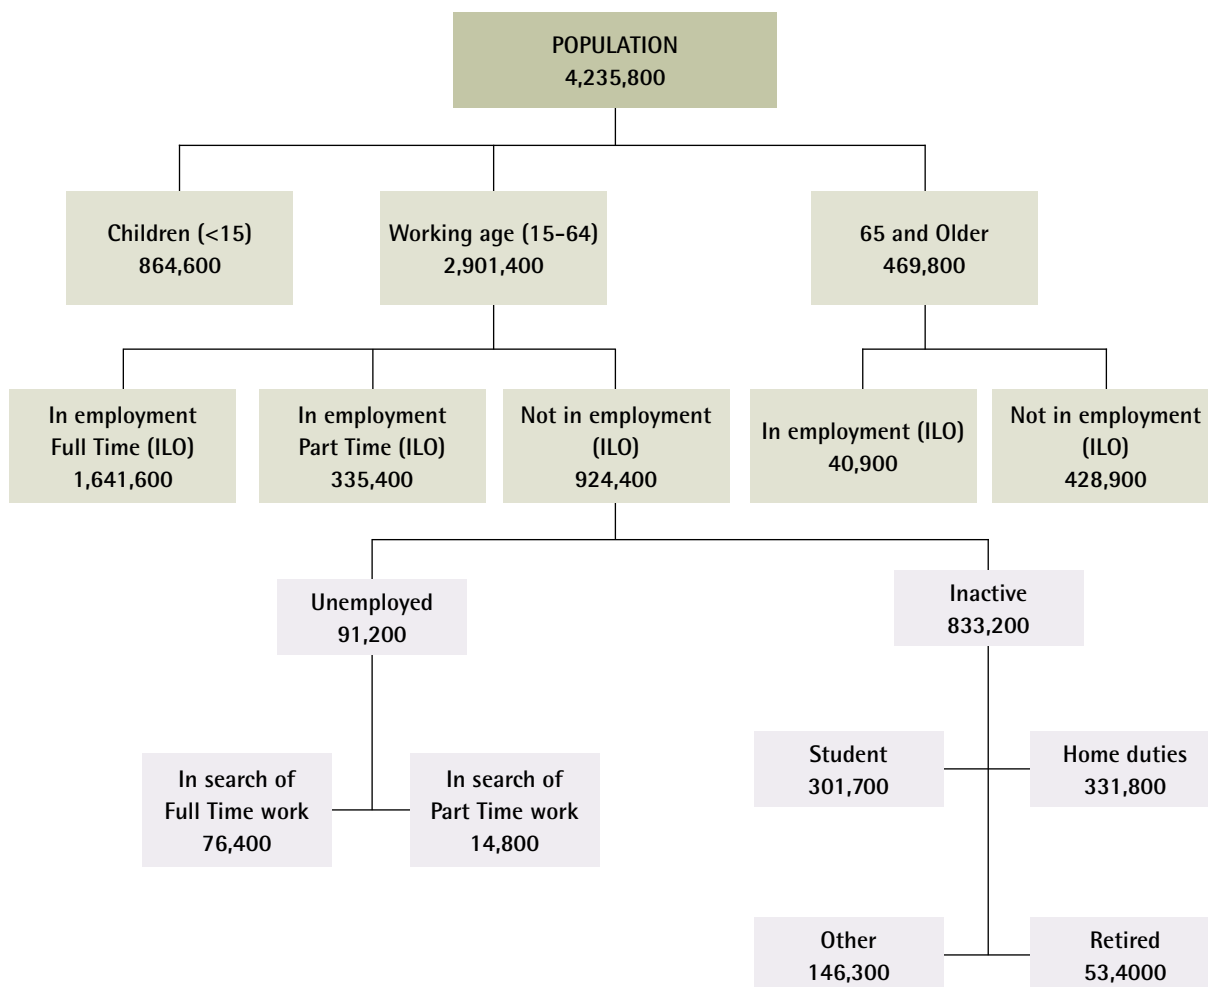 POPULATION
4,235,800
Children (<15)
864,600
Working age (15-64)
2,901,400
65 and Older
469,800
In employment
Full Time (ILO)
1,641,600
In employment
Part Time (ILO)
335,400
Not in employment
(ILO)
924,400
In employment (ILO)
40,900
Not in employment
(ILO)
428,900
Unemployed
91,200
Inactive
833,200
In search of
Full Time work
76,400
In search of
Part Time work
14,800
Student
301,700
Home duties
331,800
Other
146,300
Retired
53,4000